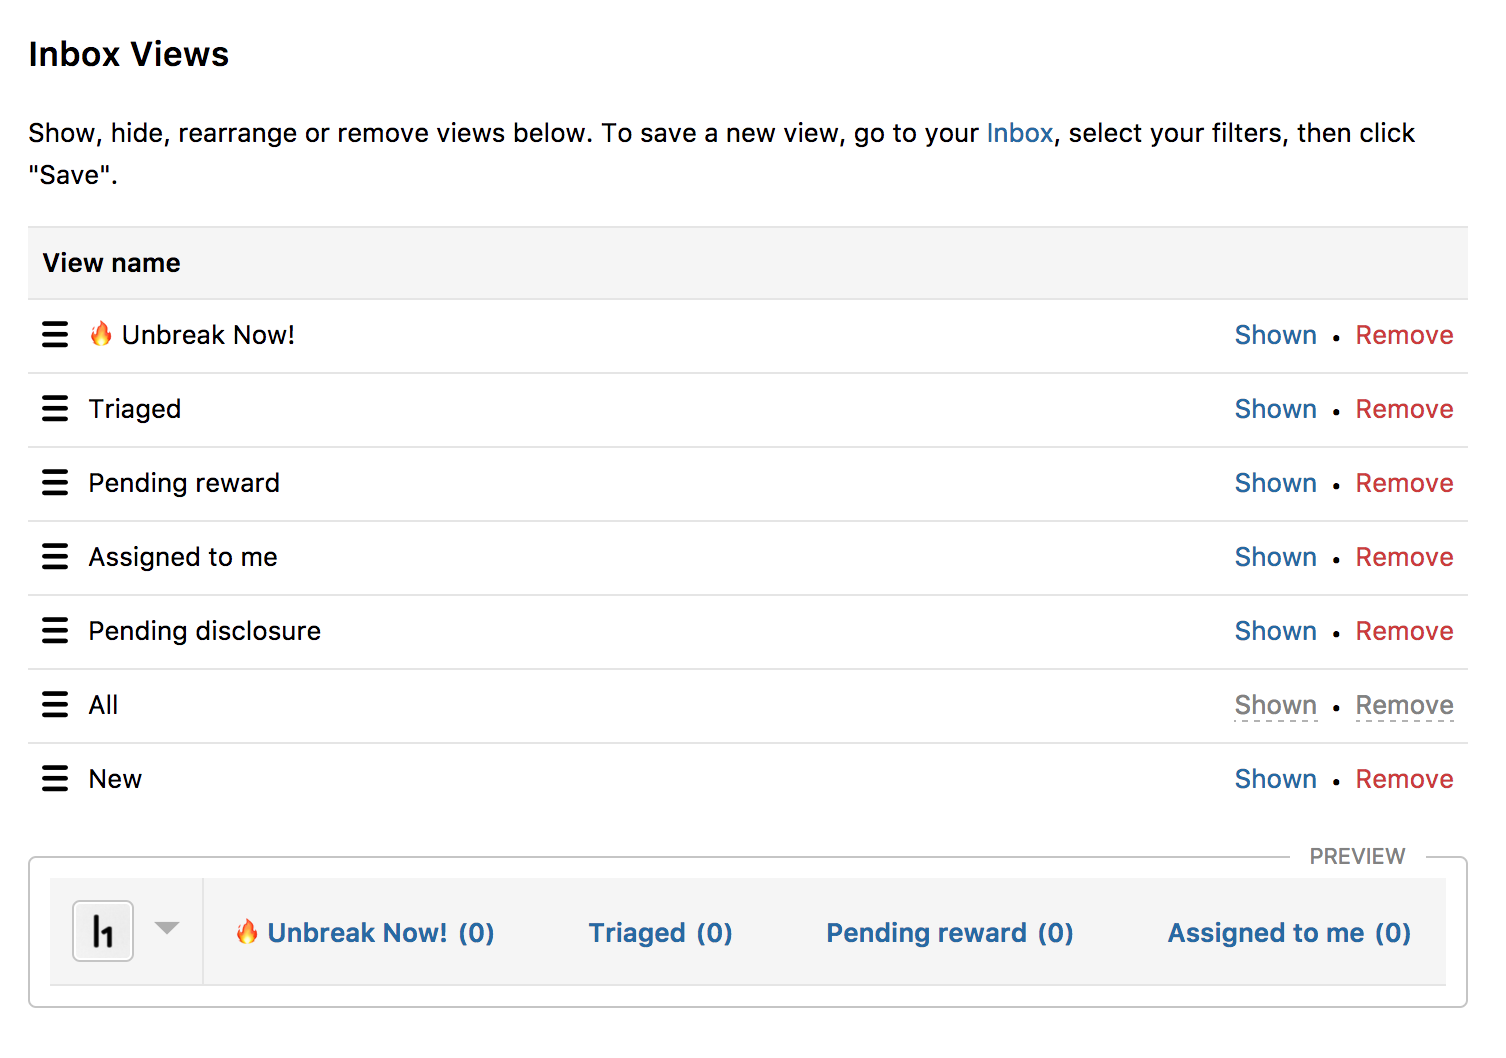 Inbox Views
Show, hide, rearrange or remove views below. To save a new view, go to your Inbox, select your filters, then click
"Save".
View name
🔥 Unbreak Now! Shown • Remove
Triaged Shown • Remove
Pending reward Shown • Remove
Assigned to me Shown • Remove
Pending disclosure Shown • Remove
All Shown • Remove
New Shown • Remove
PREVIEW
h1 🔥 Unbreak Now! (0) Triaged (0) Pending reward (0) Assigned to me (0)